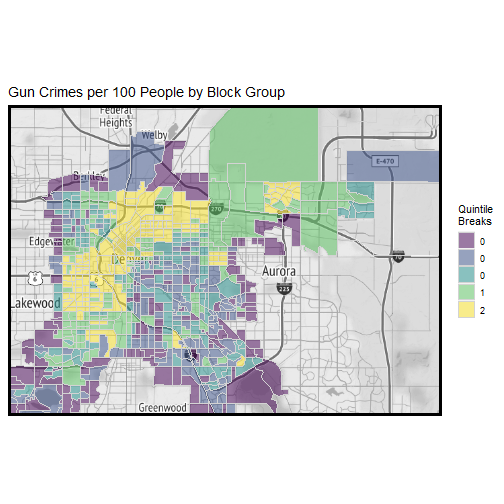 Gun Crimes per 100 People by Block Group
Federal
Heights
Welby
Berkley
E-470
270
Edgewater
Denver
70
Aurora
6
225
Lakewood
Greenwood
Quintile
Breaks
0
0
0
1
2